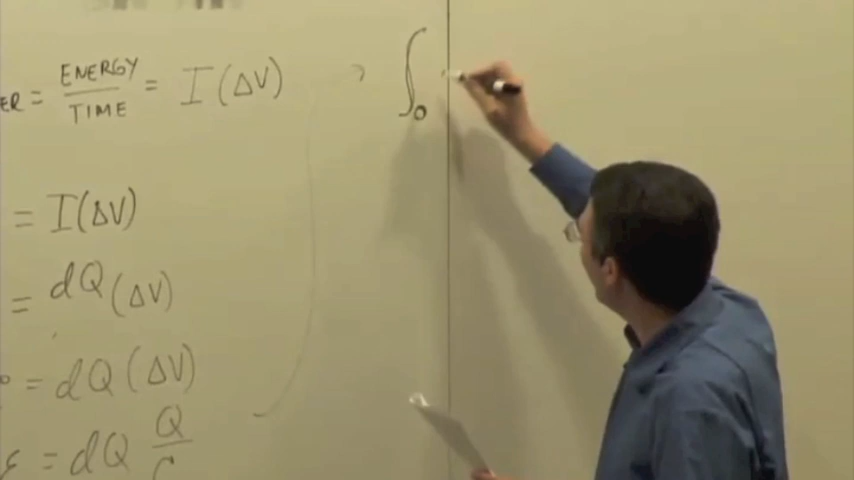 ER = ENERGY/TIME = I(ΔV)
= I(ΔV)
= dQ(ΔV)
= dQ(ΔV)
= dQ Q/C
∫₀